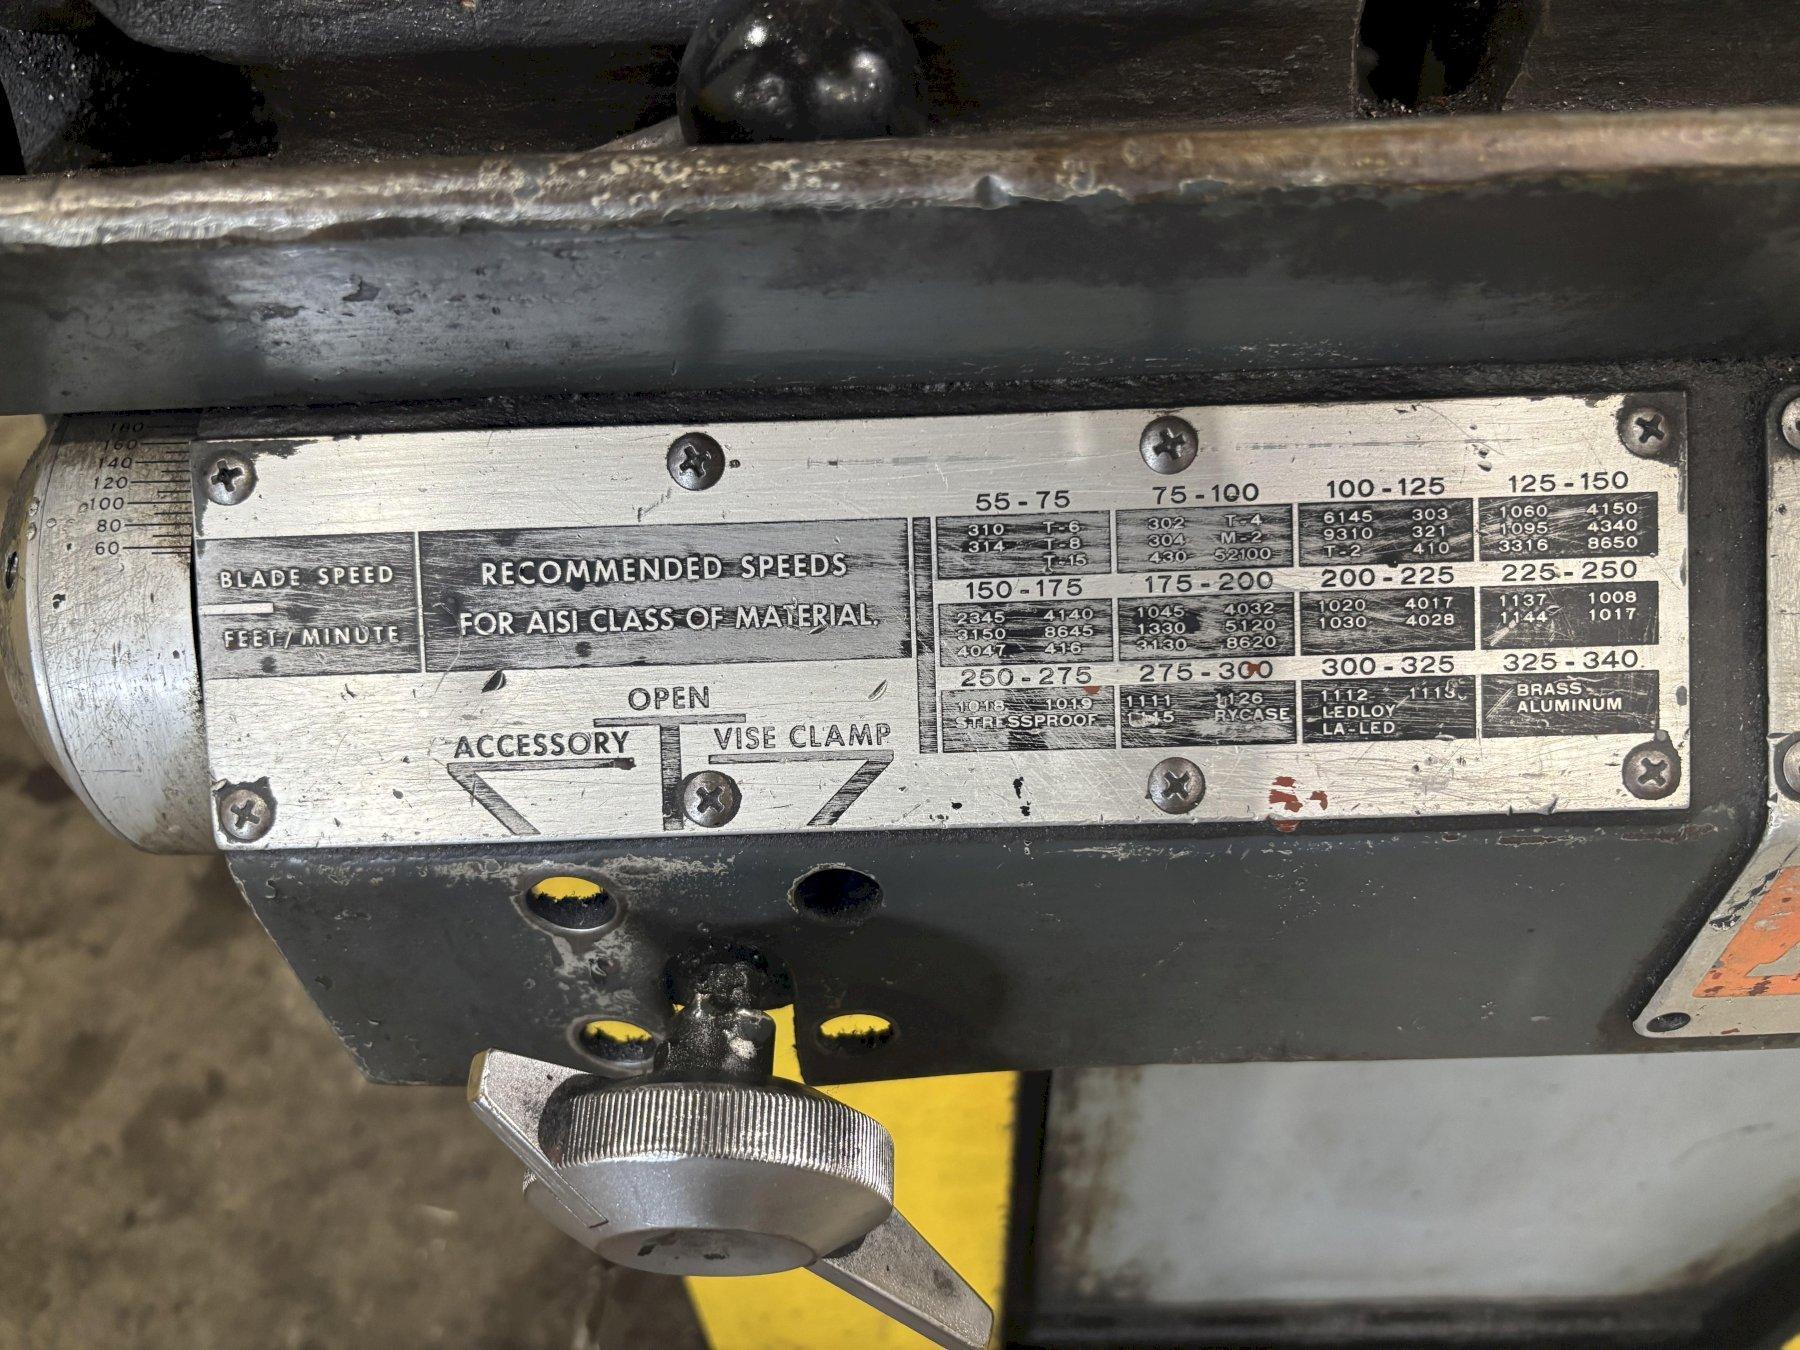 180
160
140
120
100
80
60
BLADE SPEED
FEET/MINUTE
RECOMMENDED SPEEDS
FOR AISI CLASS OF MATERIAL.
55-75
310 T-6
314 T-8
T-15
75-100
302 T-4
304 M-2
430 52100
100-125
6145 303
9310 321
T-2 410
125-150
1060 4150
1095 4340
3316 8650
150-175
2345 4140
3150 8645
4047 416
175-200
1045 4032
1330 5120
3130 8620
200-225
1020 4017
1030 4028
225-250
1137 1008
1144 1017
250-275
1018 1019
STRESSPROOF
275-300
1111 1126
1115 RYCASE
300-325
1112 1113
LEDLOY
LA-LED
325-340
BRASS
ALUMINUM
OPEN
ACCESSORY VISE CLAMP